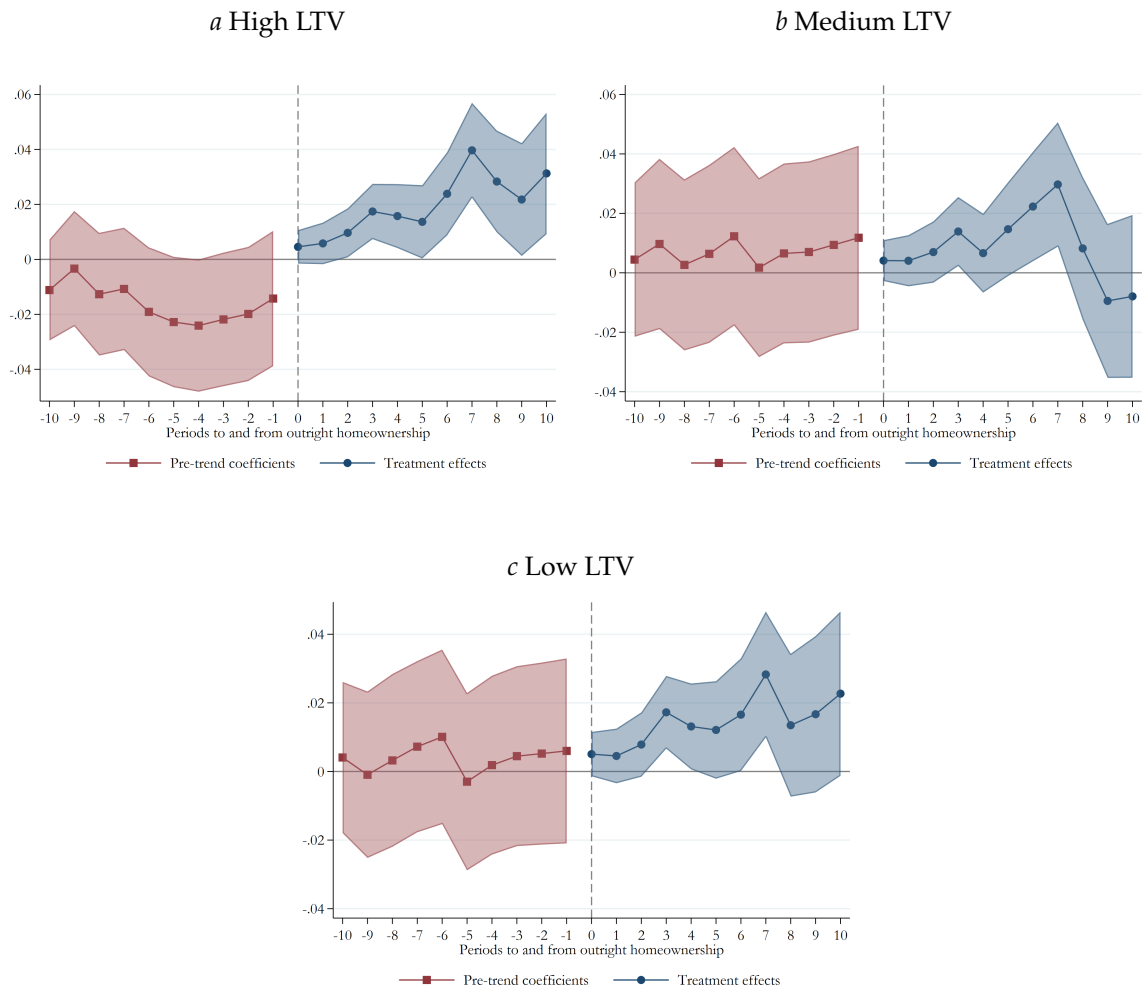 a High LTV
b Medium LTV
.06
.04
.02
0
-.02
-.04
-10 -9 -8 -7 -6 -5 -4 -3 -2 -1 0 1 2 3 4 5 6 7 8 9 10
Periods to and from outright homeownership
Pre-trend coefficients
Treatment effects
.06
.04
.02
0
-.02
-.04
-10 -9 -8 -7 -6 -5 -4 -3 -2 -1 0 1 2 3 4 5 6 7 8 9 10
Periods to and from outright homeownership
Pre-trend coefficients
Treatment effects
c Low LTV
.04
.02
0
-.02
-.04
-10 -9 -8 -7 -6 -5 -4 -3 -2 -1 0 1 2 3 4 5 6 7 8 9 10
Periods to and from outright homeownership
Pre-trend coefficients
Treatment effects